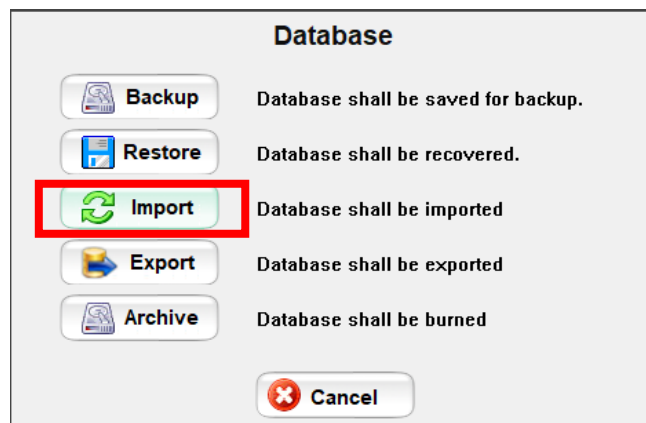 Database
Backup Database shall be saved for backup.
Restore Database shall be recovered.
Import Database shall be imported
Export Database shall be exported
Archive Database shall be burned
Cancel